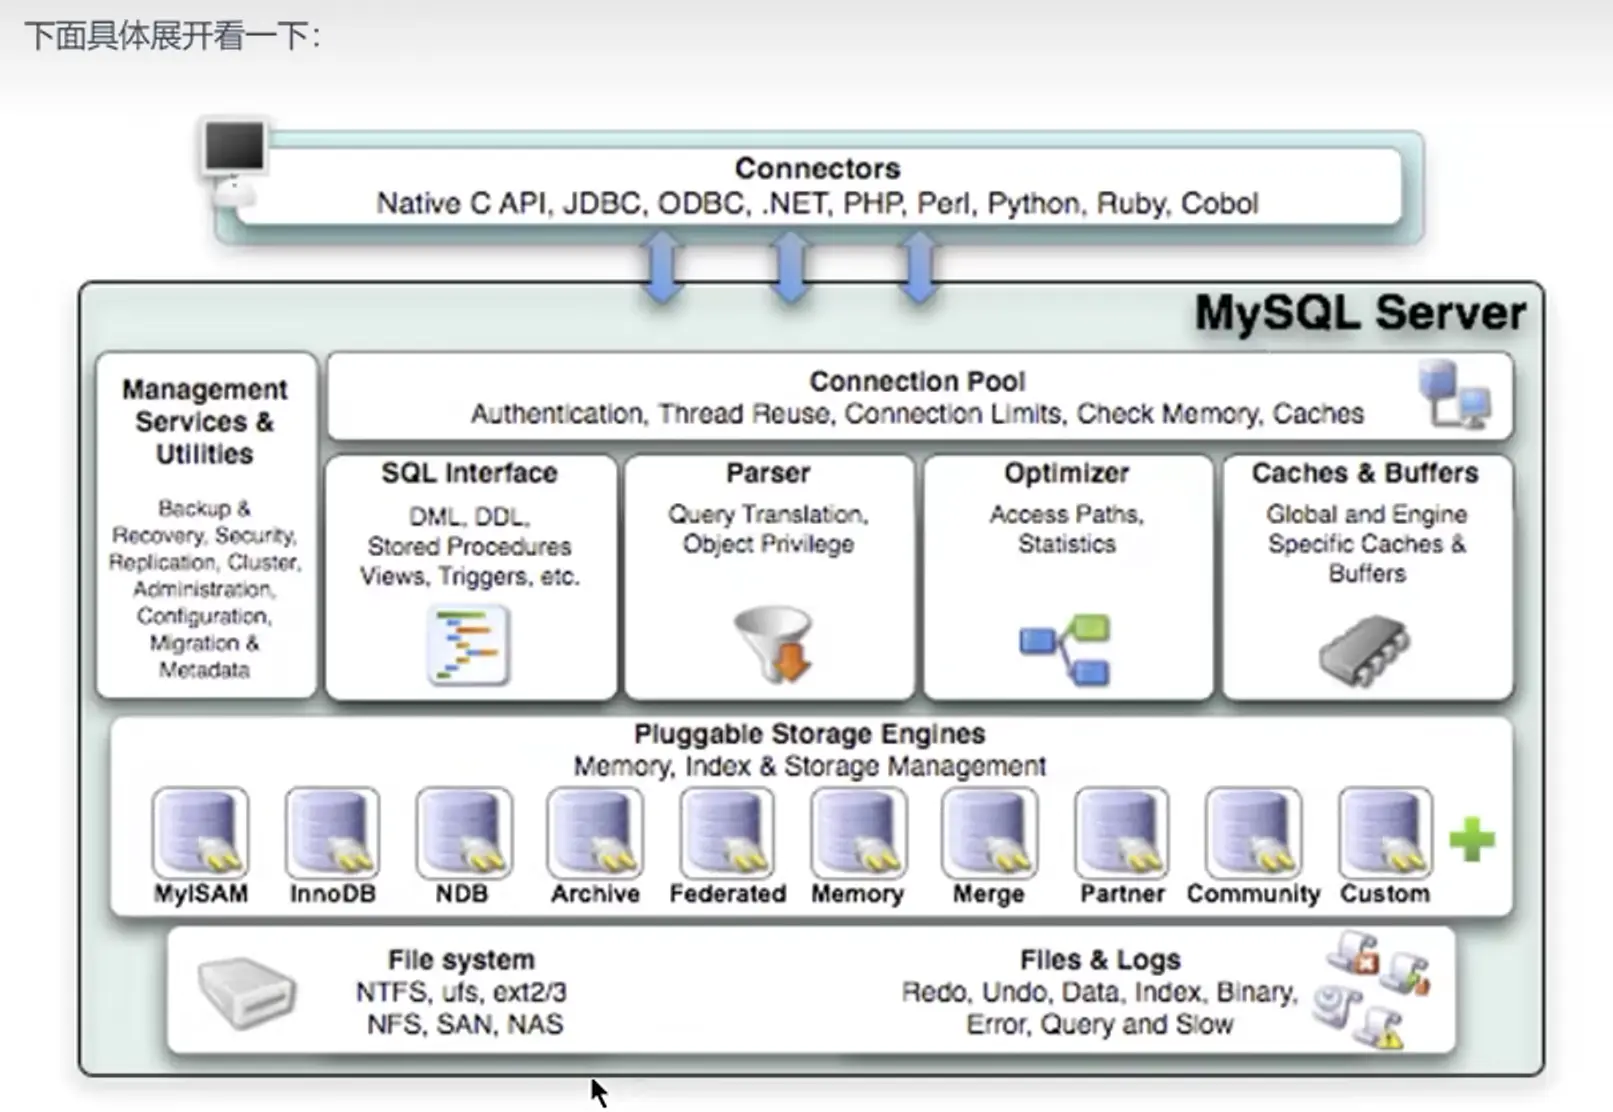 下面具体展开看一下：
Connectors
Native C API, JDBC, ODBC, .NET, PHP, Perl, Python, Ruby, Cobol
MySQL Server
Management
Services &
Utilities
Backup &
Recovery, Security,
Replication, Cluster,
Administration,
Configuration,
Migration &
Metadata
Connection Pool
Authentication, Thread Reuse, Connection Limits, Check Memory, Caches
SQL Interface
DML, DDL,
Stored Procedures
Views, Triggers, etc.
Parser
Query Translation,
Object Privilege
Optimizer
Access Paths,
Statistics
Caches & Buffers
Global and Engine
Specific Caches &
Buffers
Pluggable Storage Engines
Memory, Index & Storage Management
MyISAM
InnoDB
NDB
Archive
Federated
Memory
Merge
Partner
Community
Custom
File system
NTFS, ufs, ext2/3
NFS, SAN, NAS
Files & Logs
Redo, Undo, Data, Index, Binary,
Error, Query and Slow